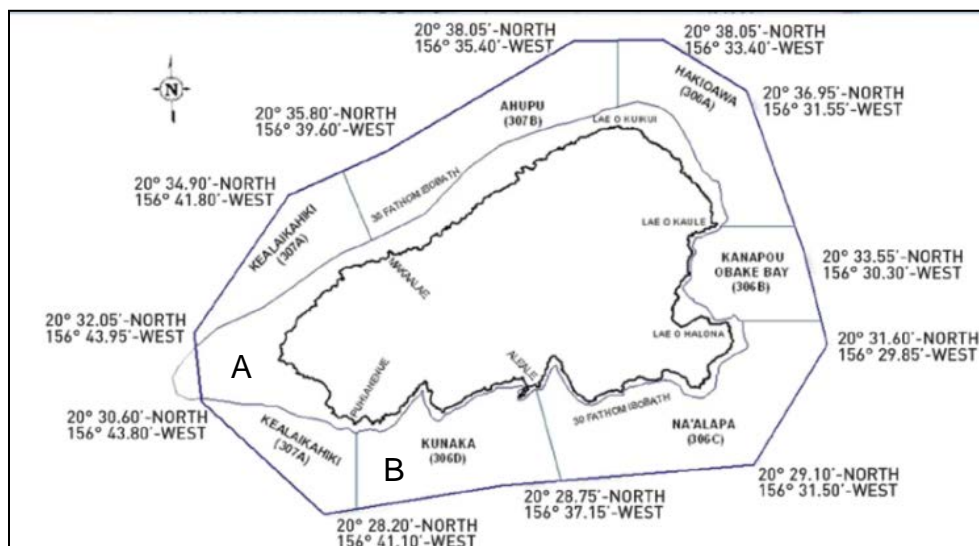 20° 38.05'-NORTH
156° 35.40'-WEST
20° 38.05'-NORTH
156° 33.40'-WEST
N
HAKIOAWA
(306A)
20° 36.95'-NORTH
156° 31.55'-WEST
20° 35.80'-NORTH
156° 39.60'-WEST
AHUPU
(307B)
LAE O KUIKUI
20° 34.90'-NORTH
156° 41.80'-WEST
30 FATHOM ISOBATH
KEALAIKAHIKI
(307A)
LAE O KAULE
KANAPOU
OBAKE BAY
(306B)
20° 33.55'-NORTH
156° 30.30'-WEST
20° 32.05'-NORTH
156° 43.95'-WEST
LAE O HALONA
20° 31.60'-NORTH
156° 29.85'-WEST
A
20° 30.60'-NORTH
156° 43.80'-WEST
KEALAIKAHIKI
(307A)
KUNAKA
(306D)
B
30 FATHOM ISOBATH
NA'ALAPA
(306C)
20° 29.10'-NORTH
156° 31.50'-WEST
20° 28.75'-NORTH
156° 37.15'-WEST
20° 28.20'-NORTH
156° 41.10'-WEST